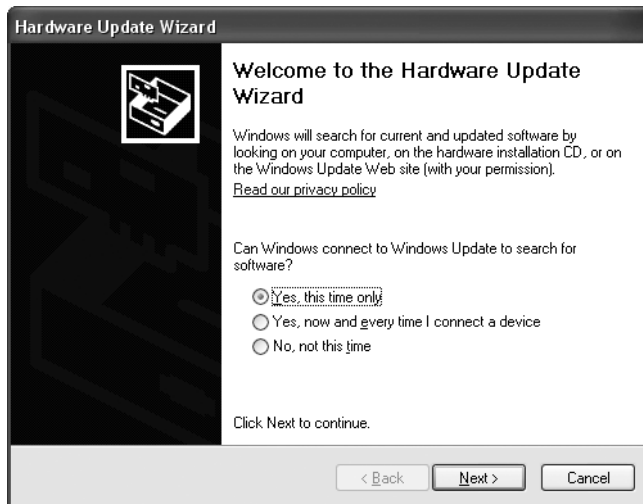 Hardware Update Wizard
Welcome to the Hardware Update
Wizard
Windows will search for current and updated software by
looking on your computer, on the hardware installation CD, or on
the Windows Update Web site (with your permission).
Read our privacy policy
Can Windows connect to Windows Update to search for
software?
Yes, this time only
Yes, now and every time I connect a device
No, not this time
Click Next to continue.
< Back
Next >
Cancel